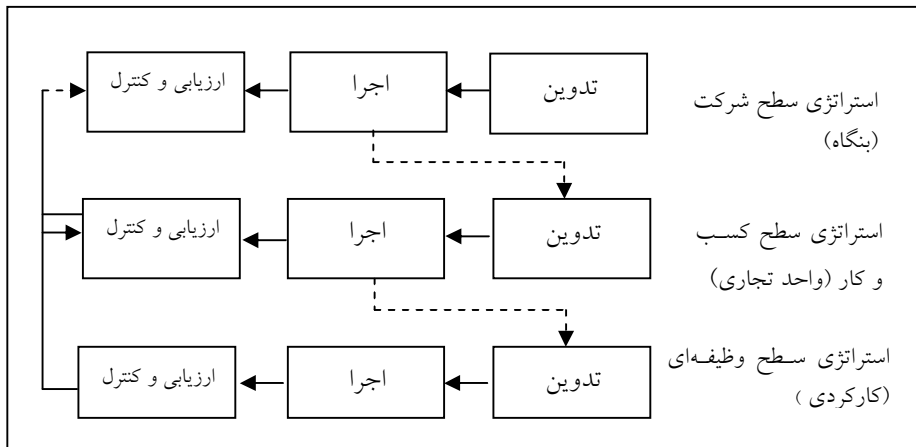 استراتژی سطح شرکت
(بنگاه)
تدوین
اجرا
ارزیابی و کنترل
استراتژی سطح کسب
و کار (واحد تجاری)
تدوین
اجرا
ارزیابی و کنترل
استراتژی سطح وظیفه‌ای
(کارکردی )
تدوین
اجرا
ارزیابی و کنترل